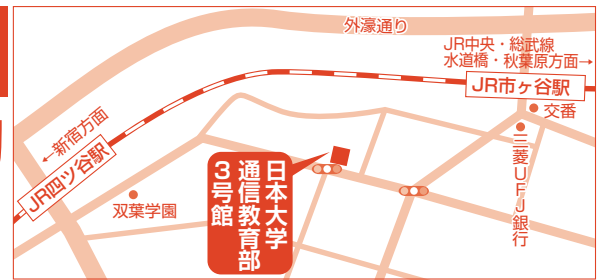 外濠通り
JR中央・総武線
水道橋・秋葉原方面→
JR市ヶ谷駅
交番
三菱UFJ銀行
←新宿方面
JR四ツ谷駅
双葉学園
日本大学
通信教育部
3号館